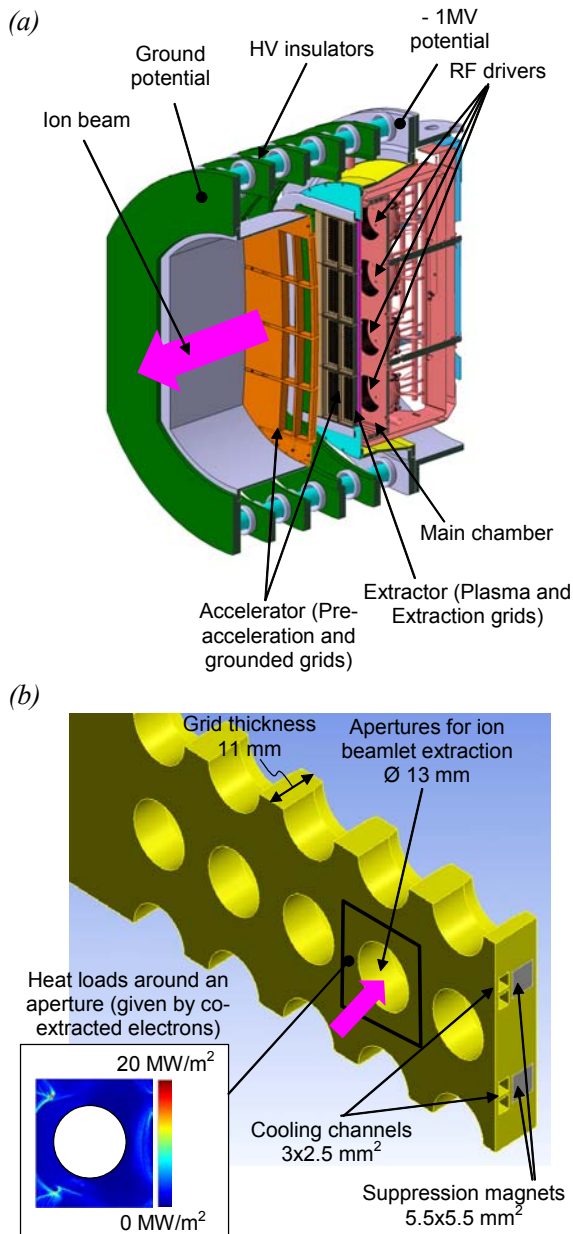 (a)
- 1MV
potential
HV insulators
Ground
potential
RF drivers
Ion beam
Main chamber
Extractor (Plasma and
Extraction grids)
Accelerator (Pre-
acceleration and
grounded grids)
(b)
Grid thickness
11 mm
Apertures for ion
beamlet extraction
Ø 13 mm
Heat loads around an
aperture (given by co-
extracted electrons)
20 MW/m²
0 MW/m²
Cooling channels
3x2.5 mm²
Suppression magnets
5.5x5.5 mm²